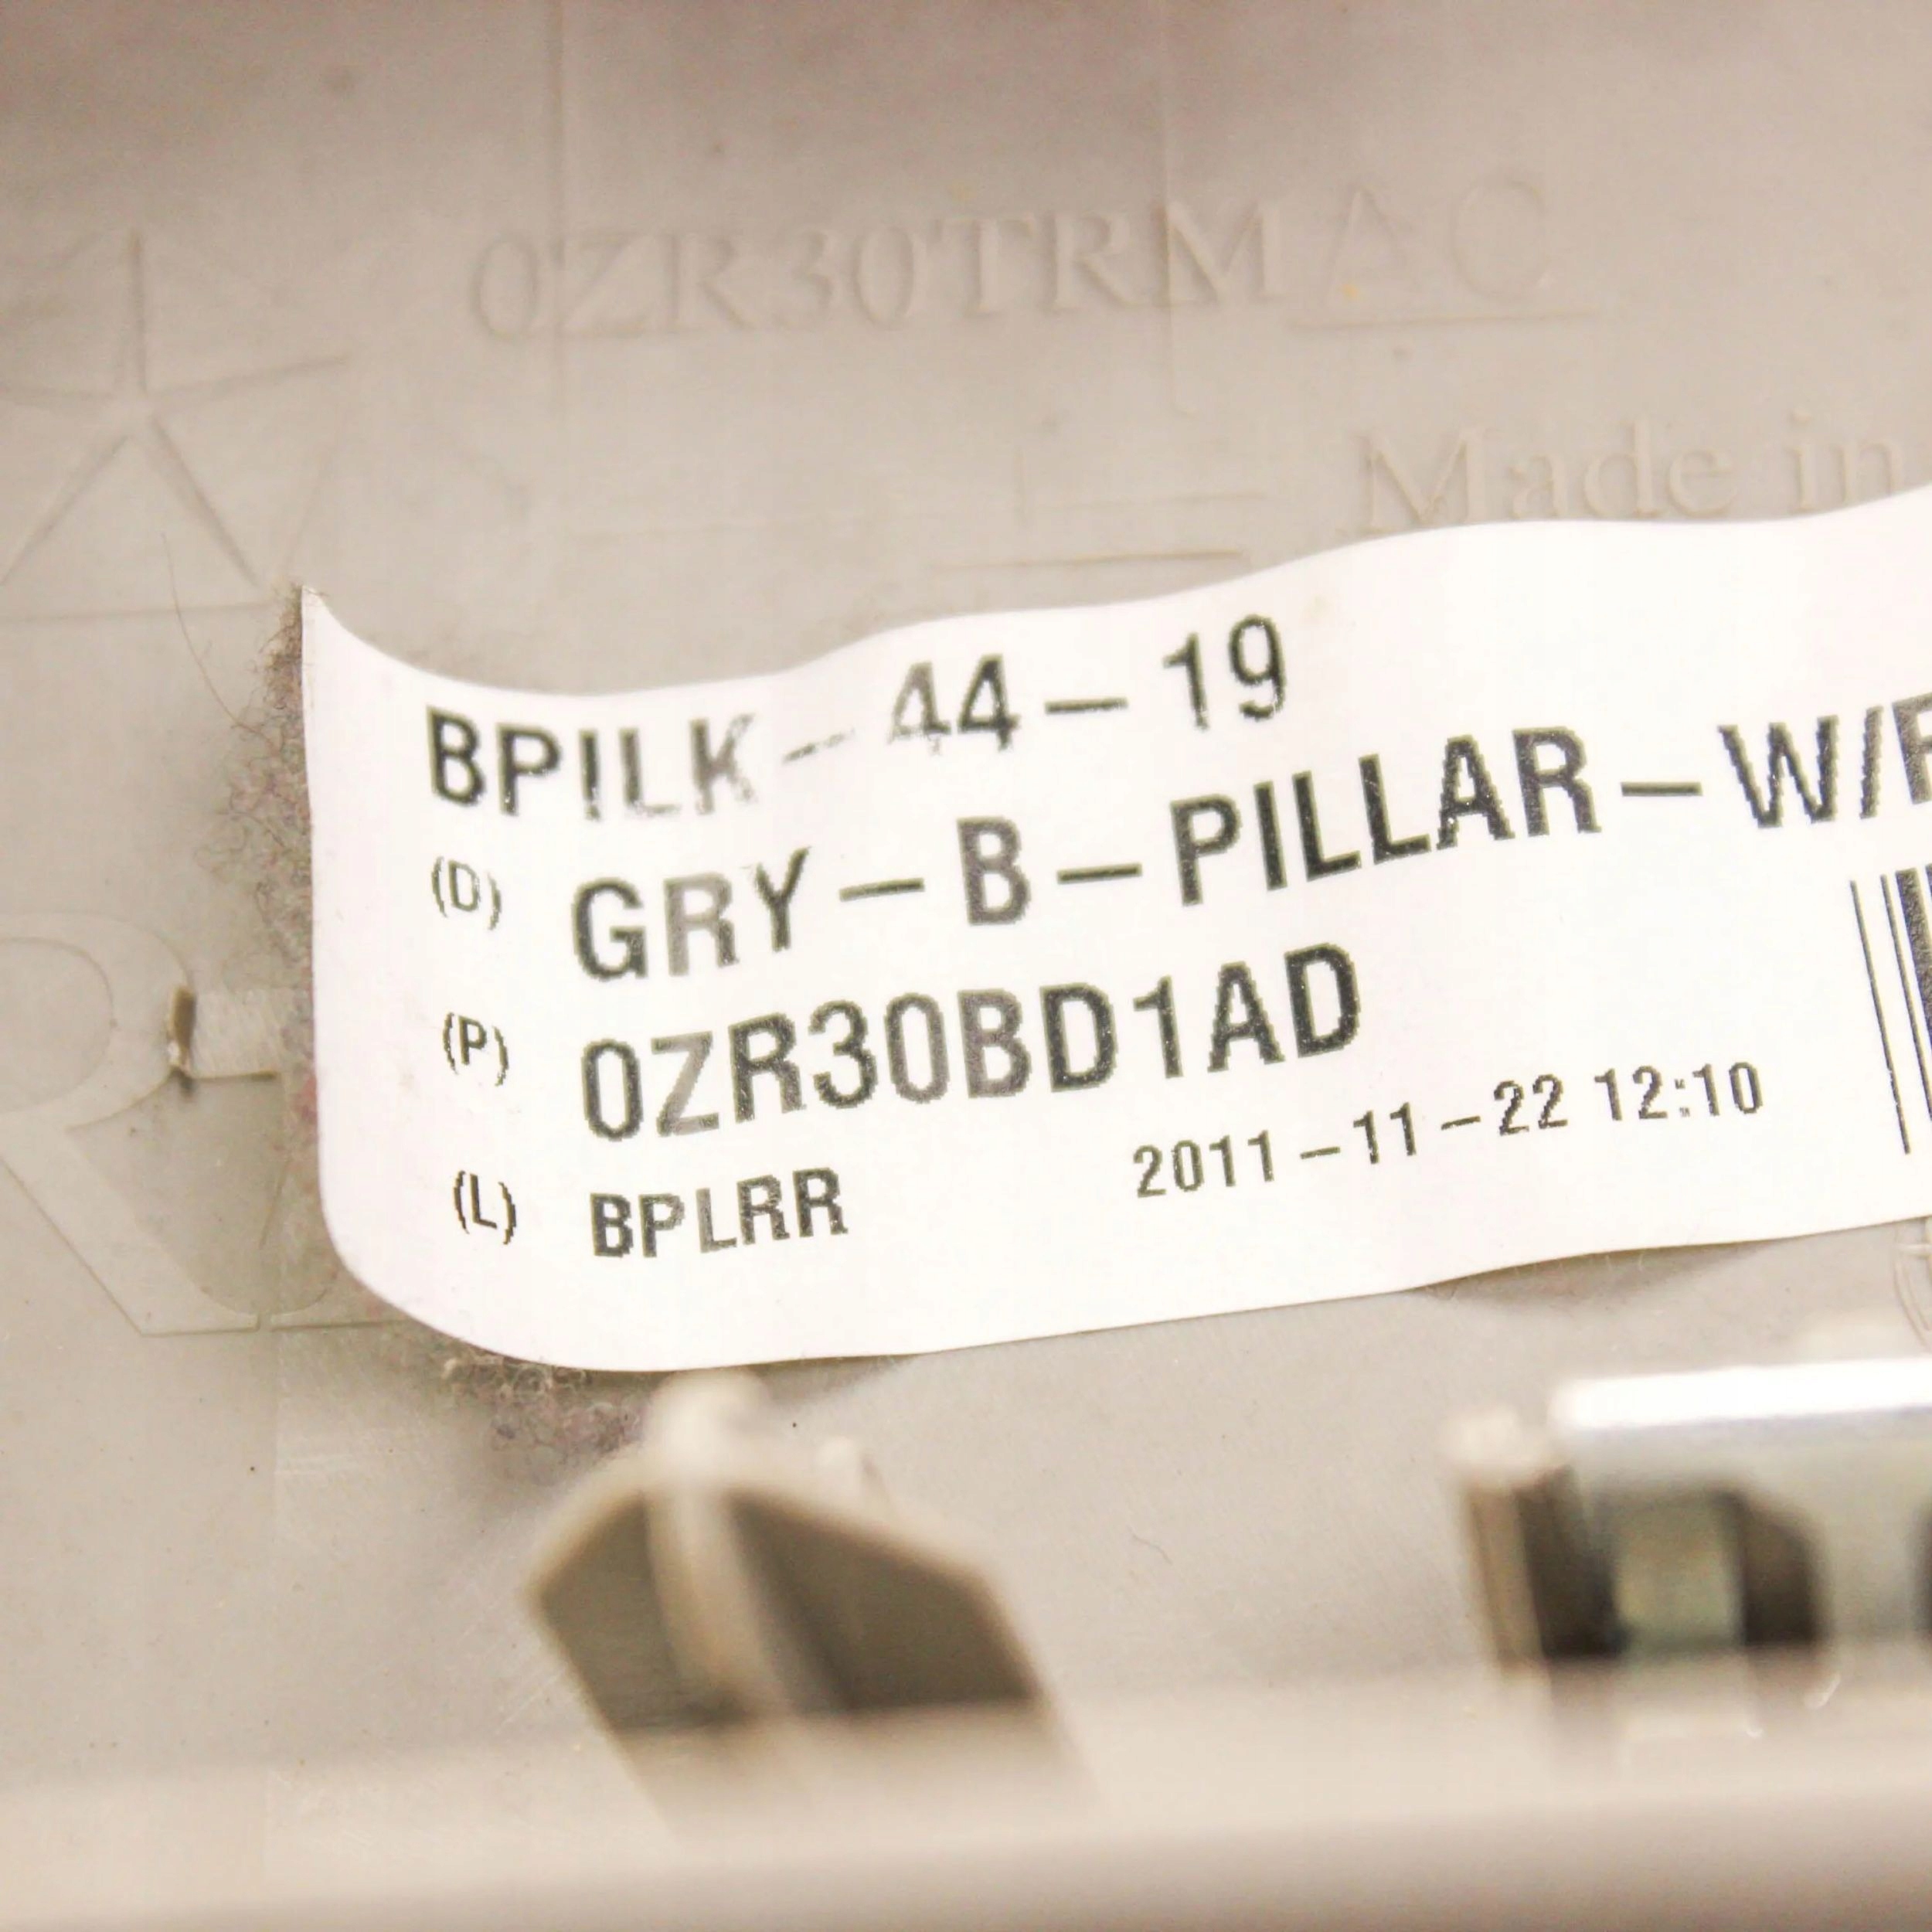 0ZR30TRMAC
Made in
BPILK-44-19
(D) GRY-B-PILLAR-W/
(P) 0ZR30BD1AD
(L) BPLRR 2011-11-22 12:10
R